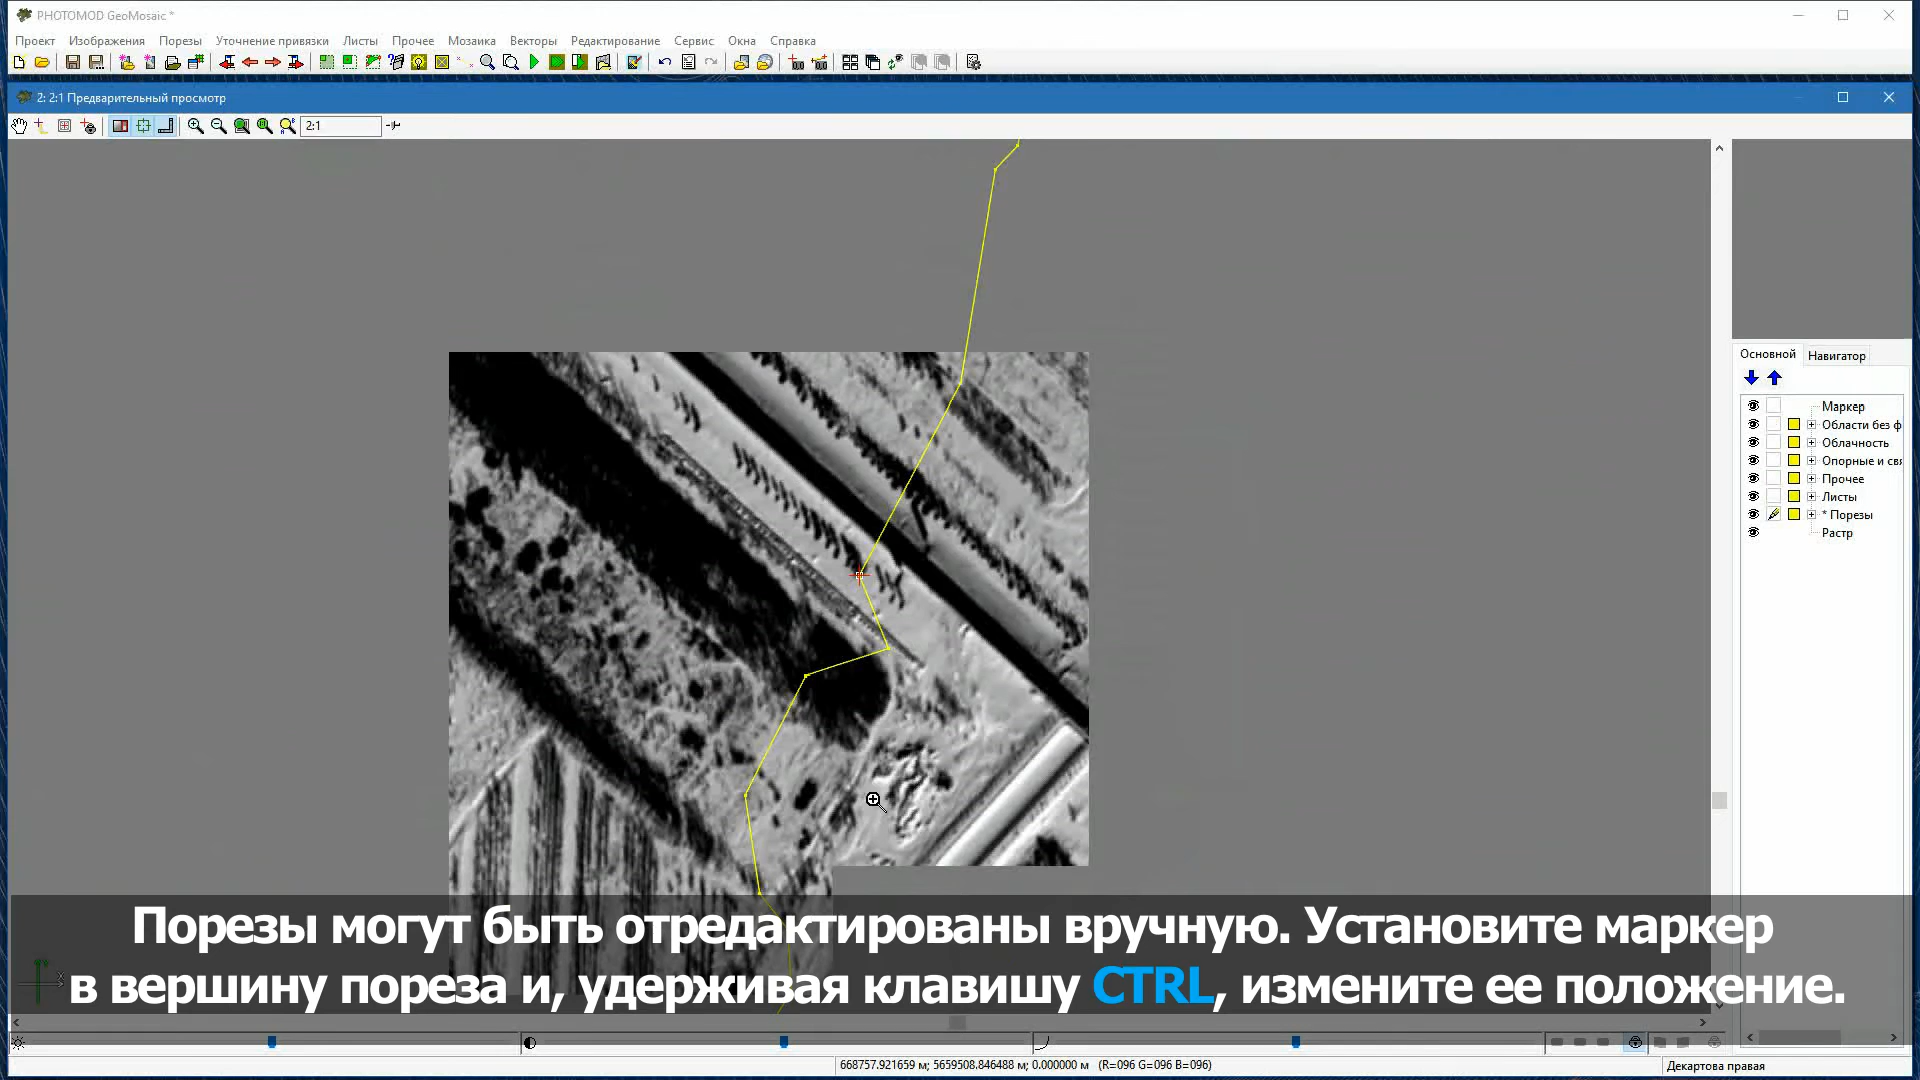 PHOTOMOD GeoMosaic *
Проект Изображения Порезы Уточнение привязки Листы Прочее Мозаика Векторы Редактирование Сервис Окна Справка
2: 2:1 Предварительный просмотр
2:1
Основной Навигатор
Маркер
Области без ф
Облачность
Опорные и свя
Прочее
Листы
* Порезы
Растр
Порезы могут быть отредактированы вручную. Установите маркер
в вершину пореза и, удерживая клавишу CTRL, измените ее положение.
668757.921659 м; 5659508.846488 м; 0.000000 м (R=096 G=096 B=096)
Декартова правая